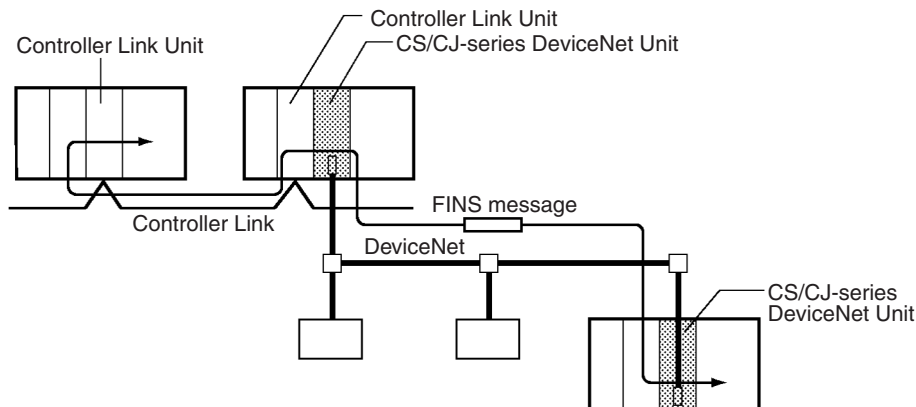 Controller Link Unit
CS/CJ-series DeviceNet Unit
Controller Link Unit
Controller Link
FINS message
DeviceNet
CS/CJ-series
DeviceNet Unit